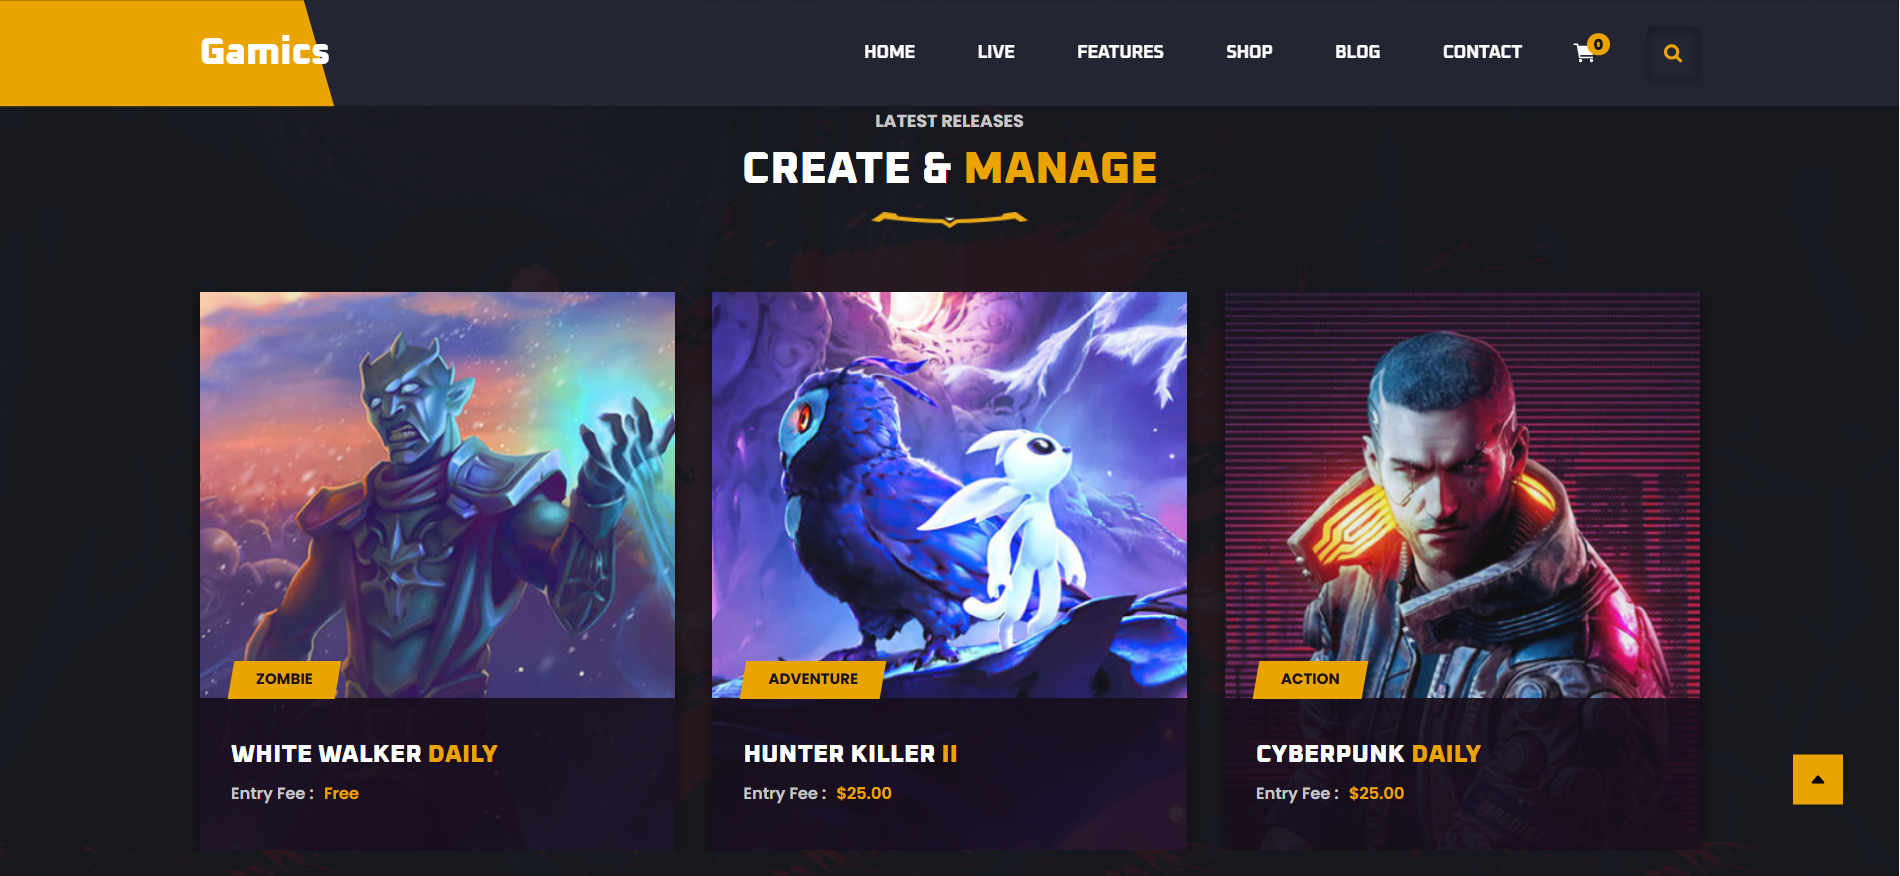 Gamics
HOME LIVE FEATURES SHOP BLOG CONTACT 0
LATEST RELEASES
CREATE & MANAGE
ZOMBIE
WHITE WALKER DAILY
Entry Fee : Free
ADVENTURE
HUNTER KILLER II
Entry Fee : $25.00
ACTION
CYBERPUNK DAILY
Entry Fee : $25.00